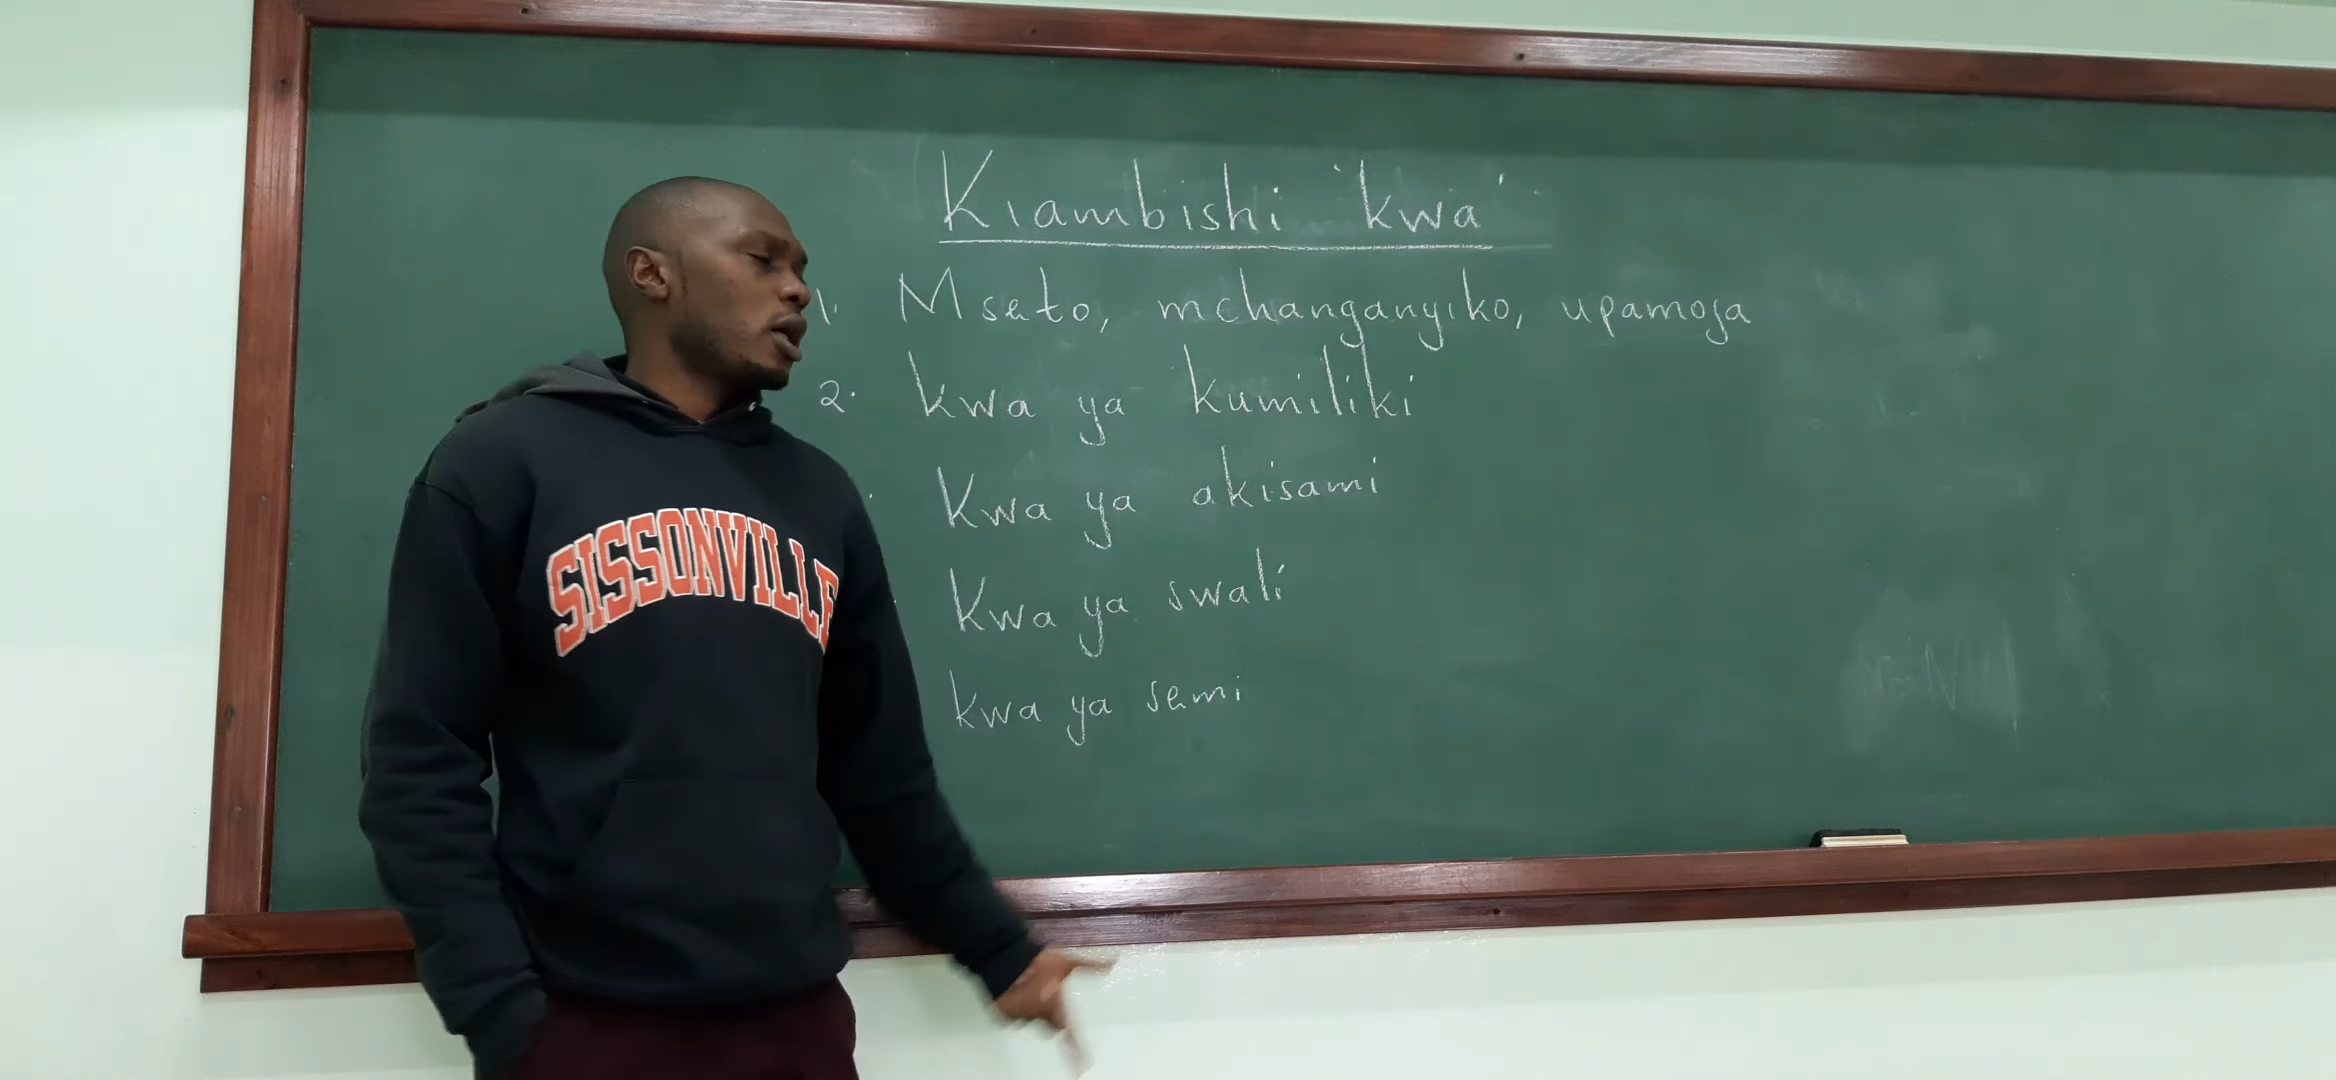 Kiambishi 'kwa'
1. Mseto, mchanganyiko, upamoja
2. kwa ya kumiliki
Kwa ya akisami
Kwa ya swali
kwa ya semi
SISSONVILLE